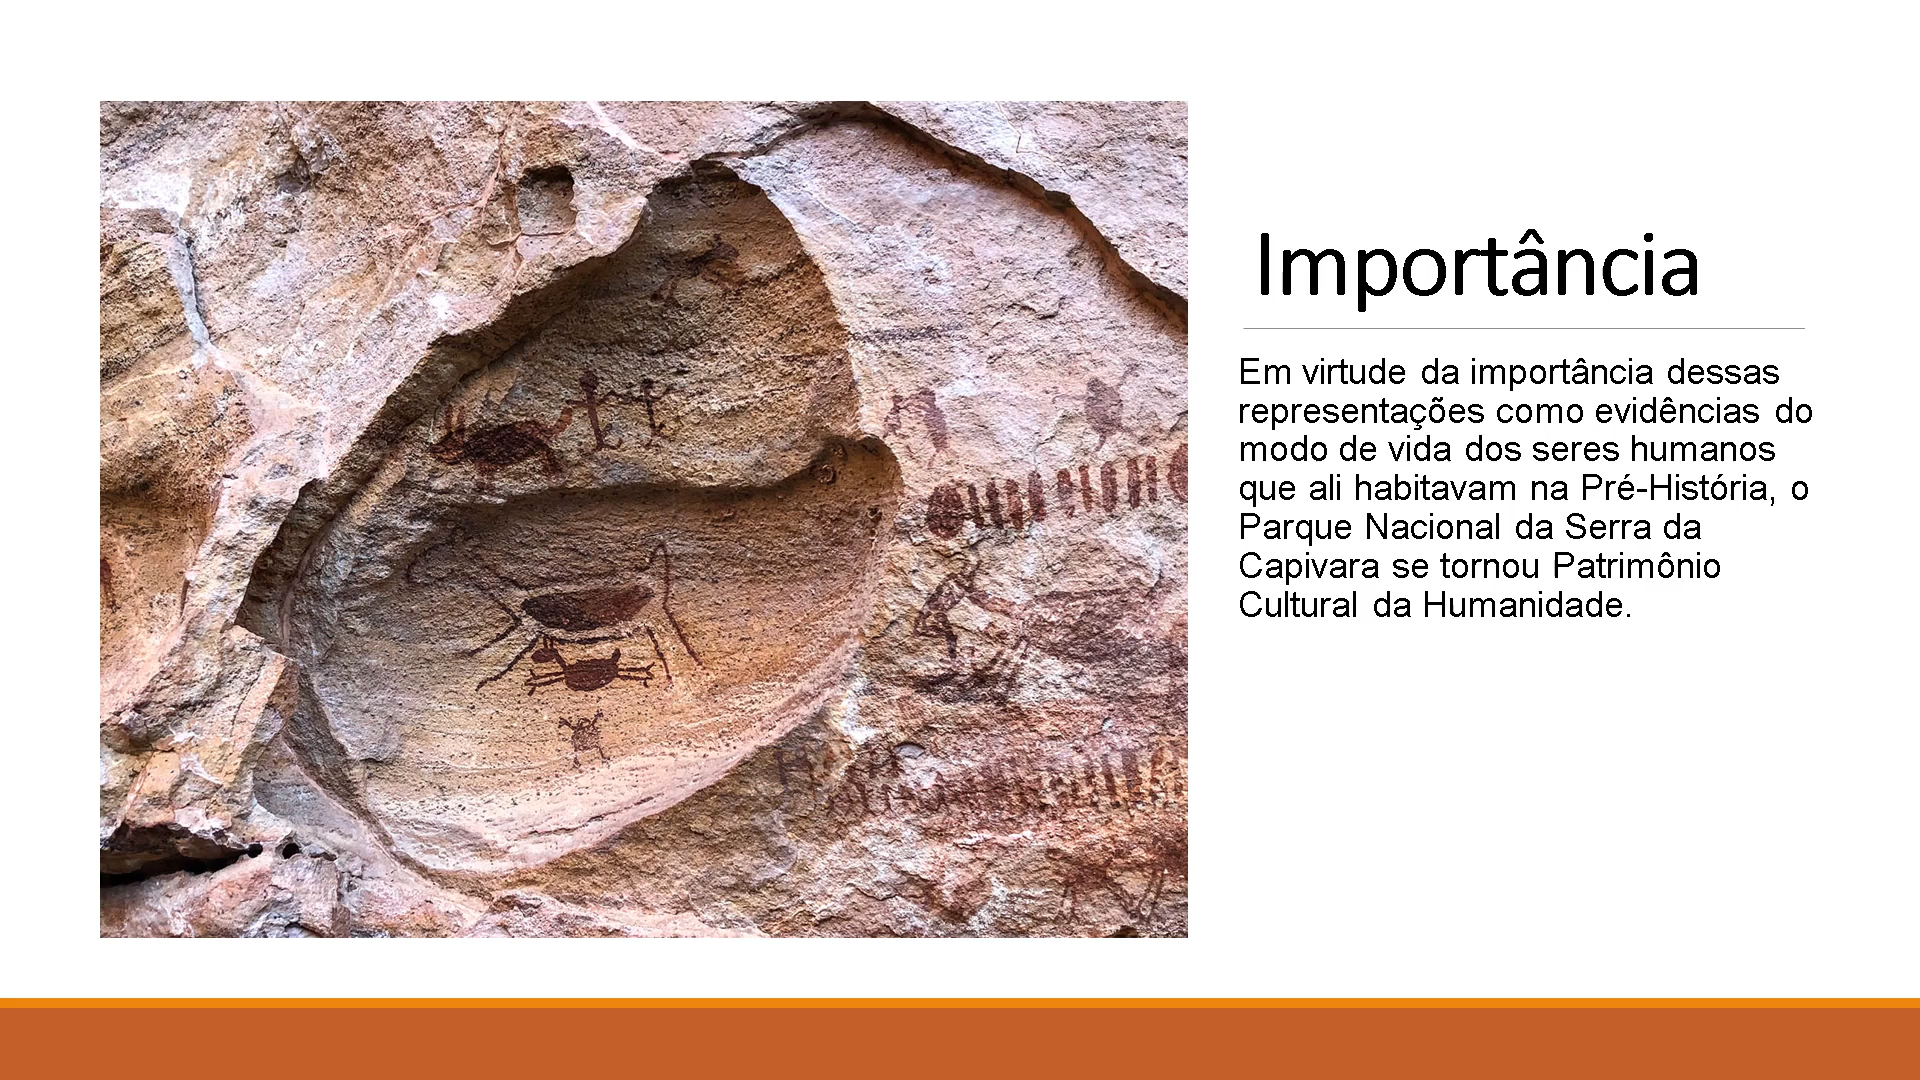 Importância
Em virtude da importância dessas
representações como evidências do
modo de vida dos seres humanos
que ali habitavam na Pré-História, o
Parque Nacional da Serra da
Capivara se tornou Patrimônio
Cultural da Humanidade.